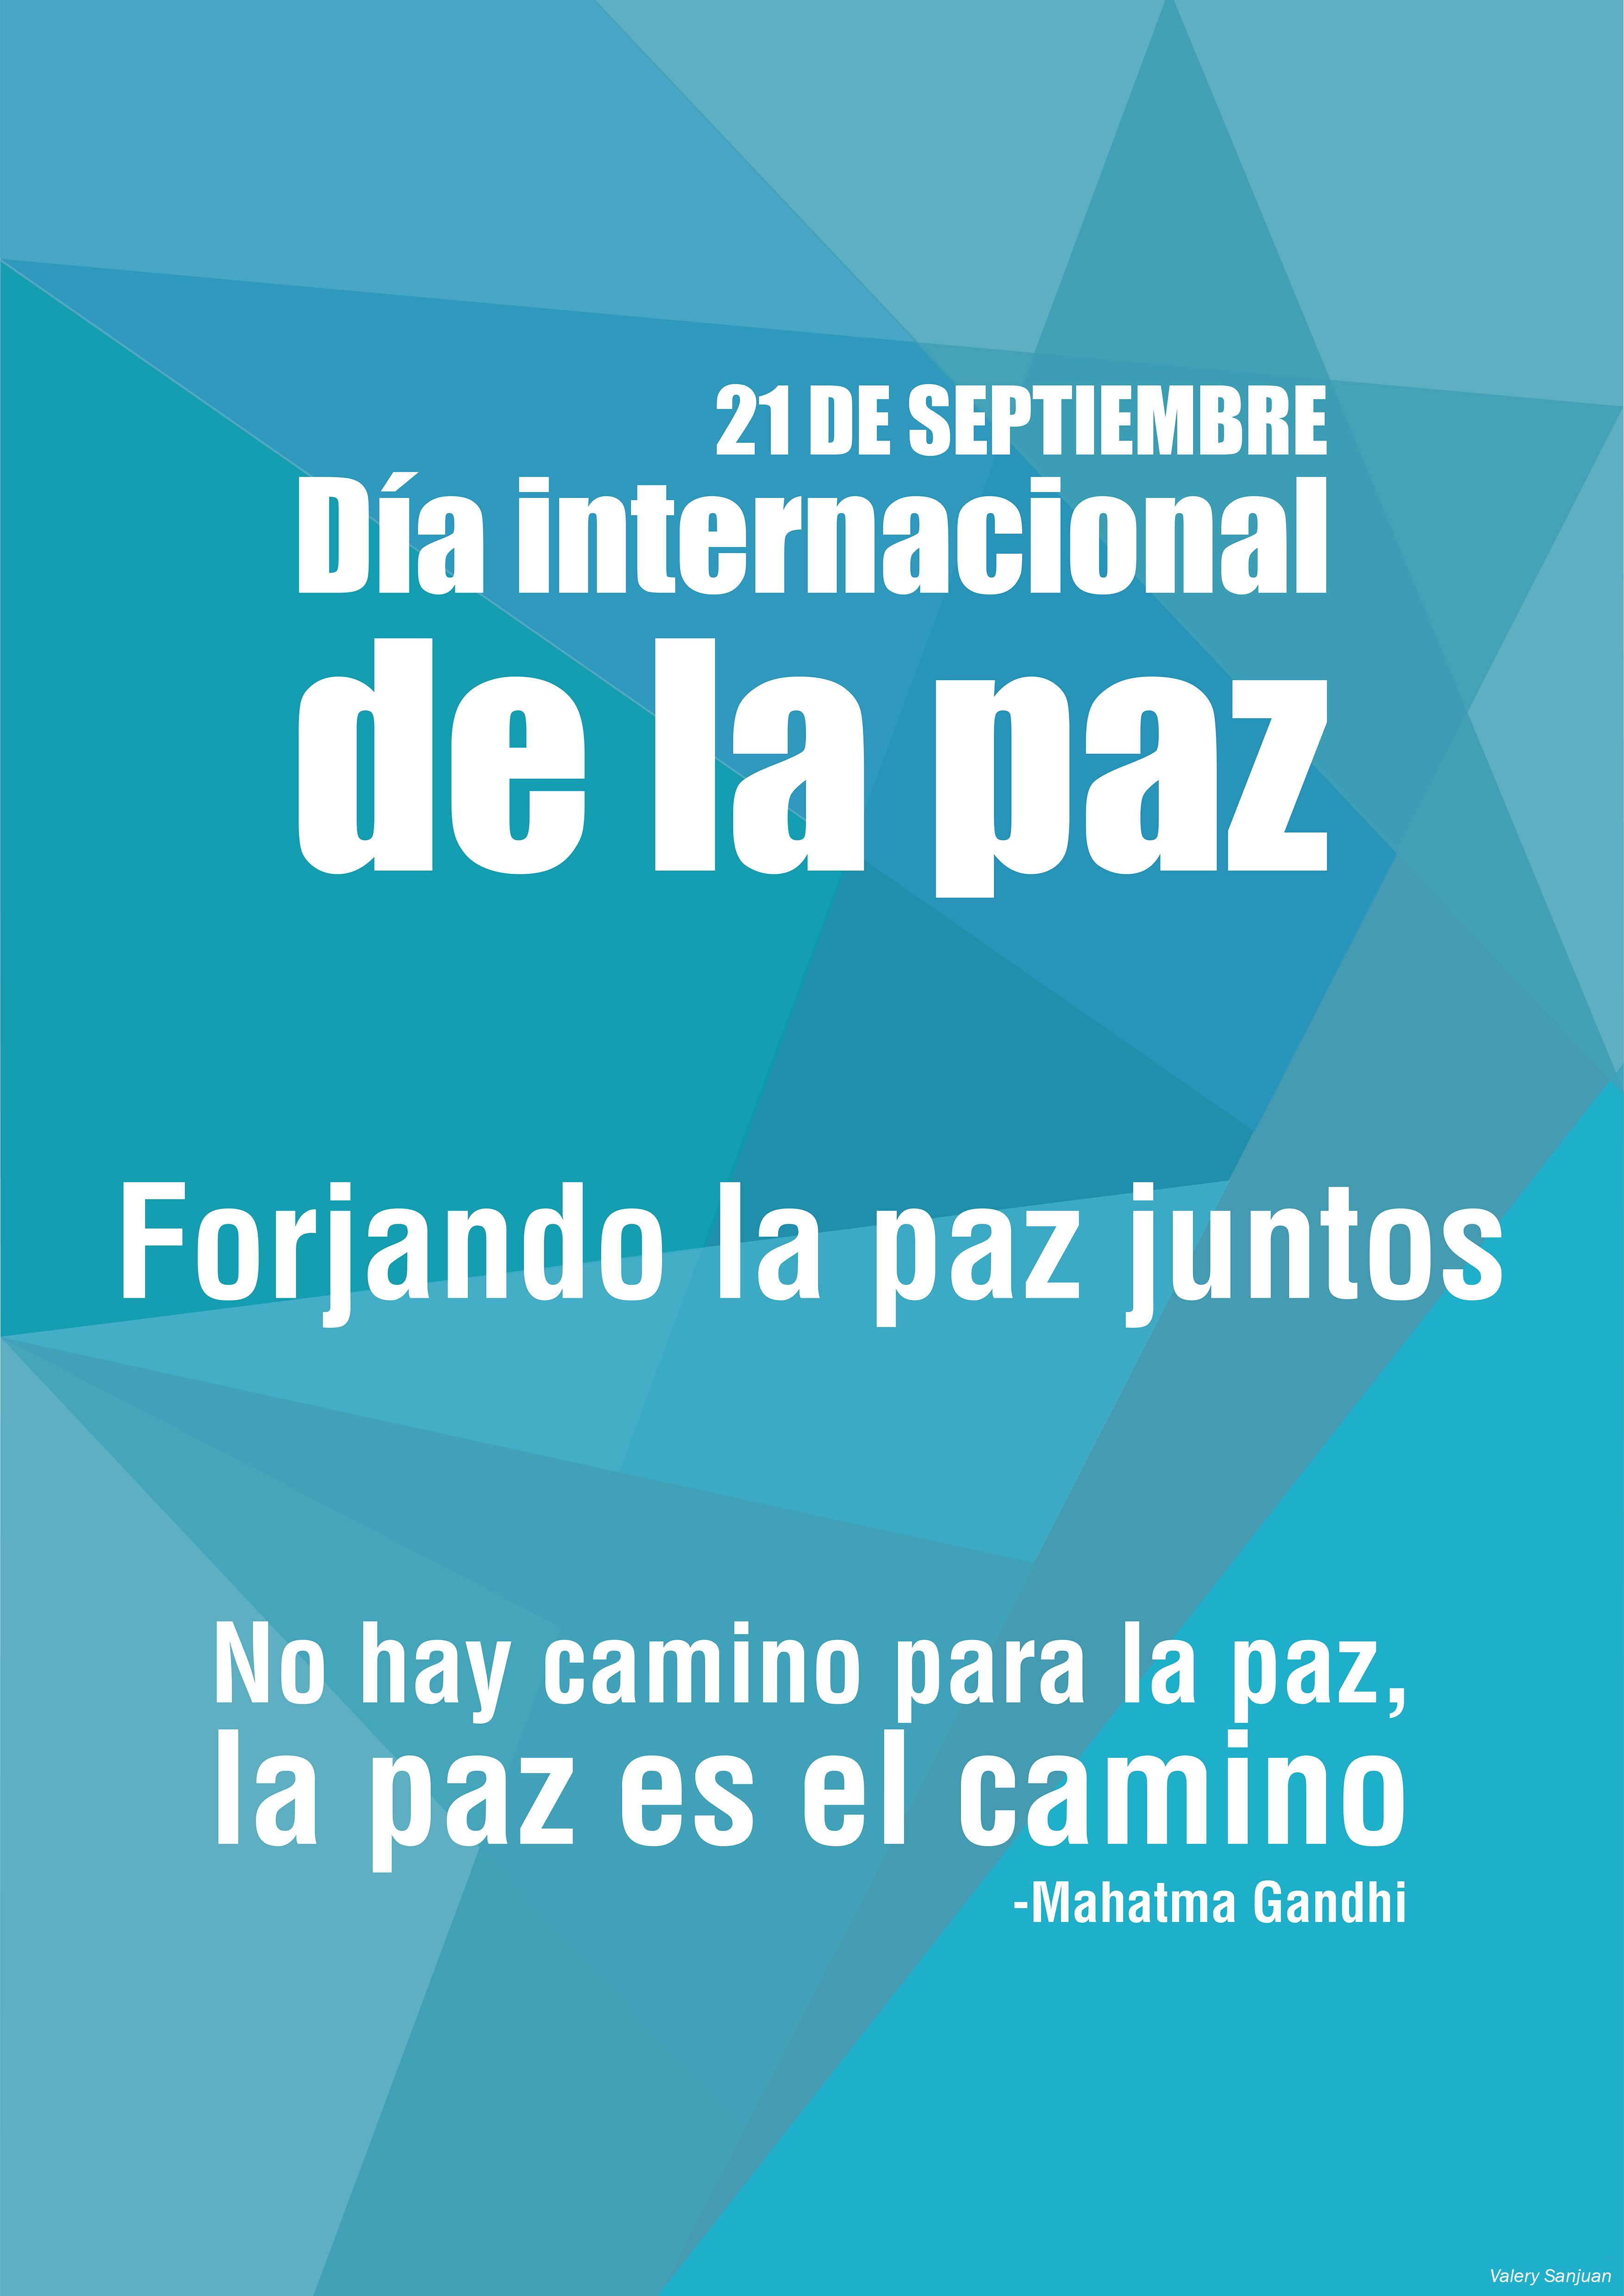 21 DE SEPTIEMBRE
Día internacional
de la paz
Forjando la paz juntos
No hay camino para la paz,
la paz es el camino
-Mahatma Gandhi
Valery Sanjuan